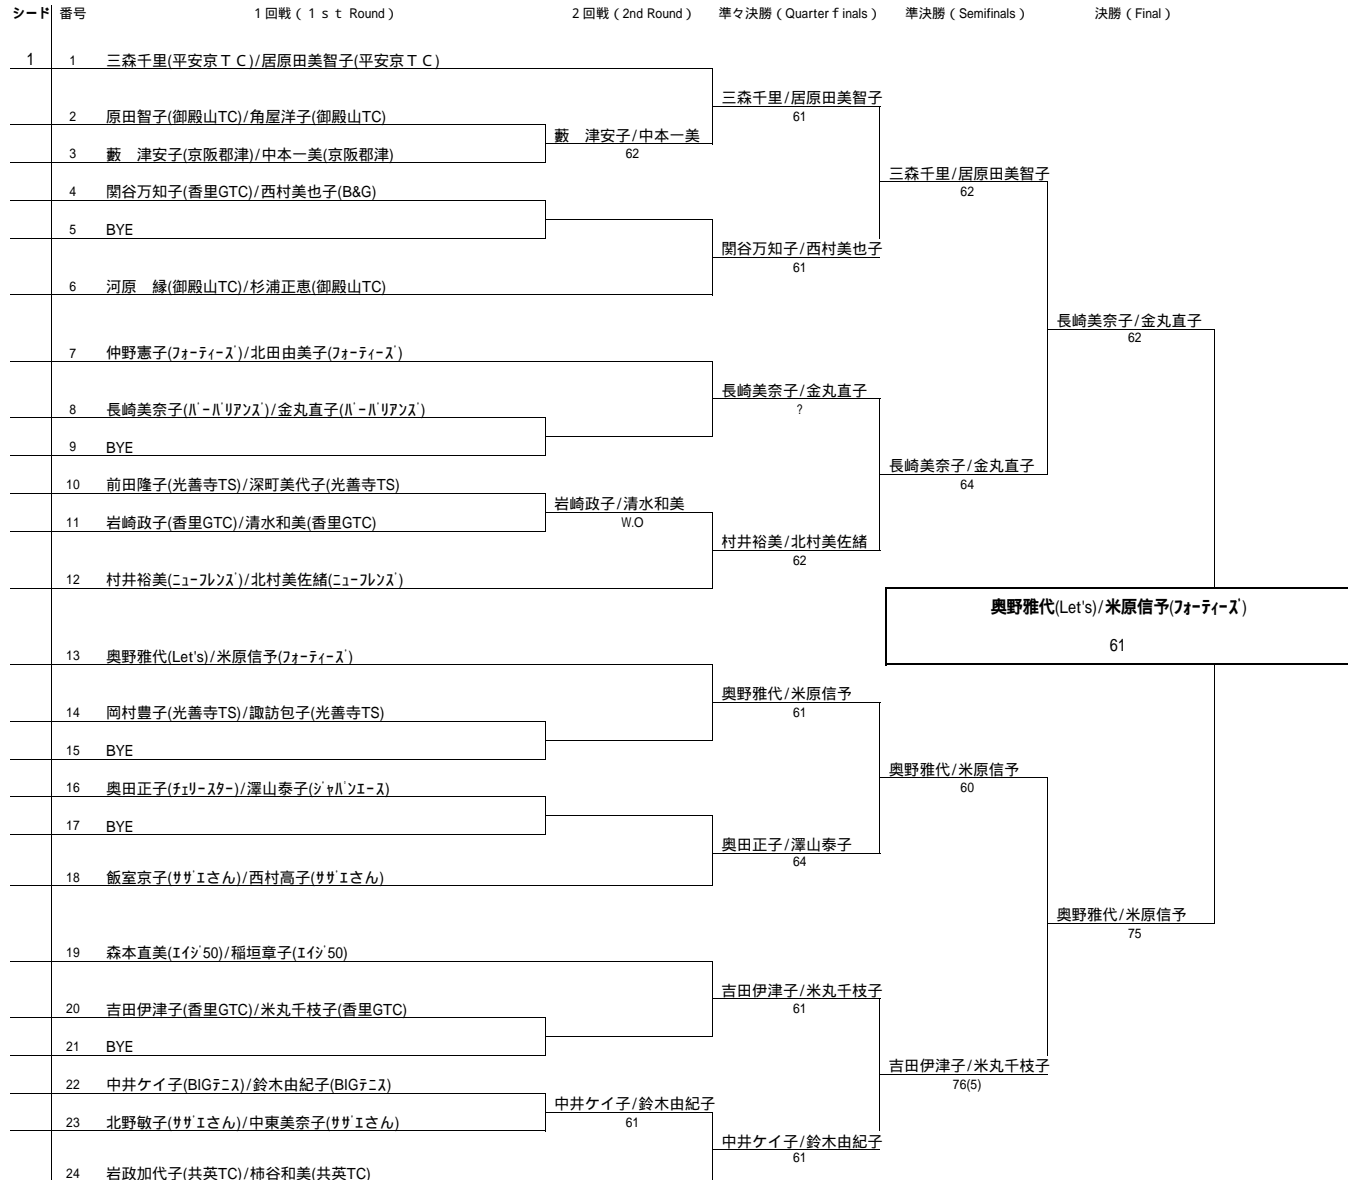 シード 番号 1回戦（1st Round） 2回戦（2nd Round） 準々決勝（Quarter finals） 準決勝（Semifinals） 決勝（Final）
1 1 三森千里(平安京TC)/居原田美智子(平安京TC)
三森千里/居原田美智子
61
2 原田智子(御殿山TC)/角屋洋子(御殿山TC)
藪　津安子/中本一美
62
3 藪　津安子(京阪郡津)/中本一美(京阪郡津)
三森千里/居原田美智子
62
4 関谷万知子(香里GTC)/西村美也子(B&G)
5 BYE
関谷万知子/西村美也子
61
6 河原　縁(御殿山TC)/杉浦正恵(御殿山TC)
長崎美奈子/金丸直子
62
7 仲野憲子(ﾌｫｰﾃｨｰｽﾞ)/北田由美子(ﾌｫｰﾃｨｰｽﾞ)
長崎美奈子/金丸直子
?
8 長崎美奈子(ﾊﾞｰﾊﾞﾘｱﾝｽﾞ)/金丸直子(ﾊﾞｰﾊﾞﾘｱﾝｽﾞ)
9 BYE
長崎美奈子/金丸直子
64
10 前田隆子(光善寺TS)/深町美代子(光善寺TS)
岩崎政子/清水和美
W.O
11 岩崎政子(香里GTC)/清水和美(香里GTC)
村井裕美/北村美佐緒
62
12 村井裕美(ﾆｭｰﾌﾚﾝｽﾞ)/北村美佐緒(ﾆｭｰﾌﾚﾝｽﾞ)
奥野雅代(Let's)/米原信予(ﾌｫｰﾃｨｰｽﾞ)
61
13 奥野雅代(Let's)/米原信予(ﾌｫｰﾃｨｰｽﾞ)
奥野雅代/米原信予
61
14 岡村豊子(光善寺TS)/諏訪包子(光善寺TS)
15 BYE
奥野雅代/米原信予
60
16 奥田正子(ﾁｪﾘｰｽﾀｰ)/澤山泰子(ｼﾞｬﾊﾟﾝｴｰｽ)
17 BYE
奥田正子/澤山泰子
64
18 飯室京子(ｻｻﾞｴさん)/西村高子(ｻｻﾞｴさん)
奥野雅代/米原信予
75
19 森本直美(ｴｲｼﾞ50)/稲垣章子(ｴｲｼﾞ50)
吉田伊津子/米丸千枝子
61
20 吉田伊津子(香里GTC)/米丸千枝子(香里GTC)
21 BYE
吉田伊津子/米丸千枝子
76(5)
22 中井ケイ子(BIGﾃﾆｽ)/鈴木由紀子(BIGﾃﾆｽ)
中井ケイ子/鈴木由紀子
61
23 北野敏子(ｻｻﾞｴさん)/中東美奈子(ｻｻﾞｴさん)
中井ケイ子/鈴木由紀子
61
24 岩政加代子(共英TC)/柿谷和美(共英TC)